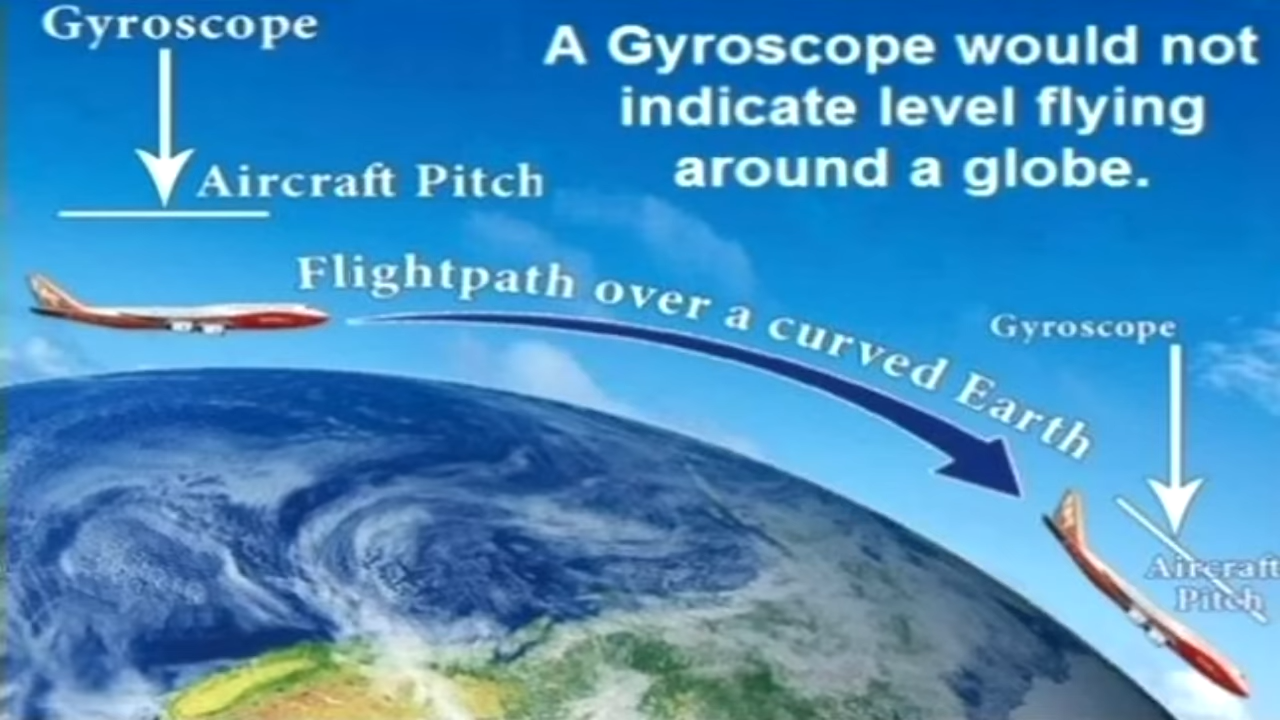 Gyroscope
A Gyroscope would not
indicate level flying
around a globe.
Aircraft Pitch
Flightpath over a curved Earth
Gyroscope
Aircraft
Pitch